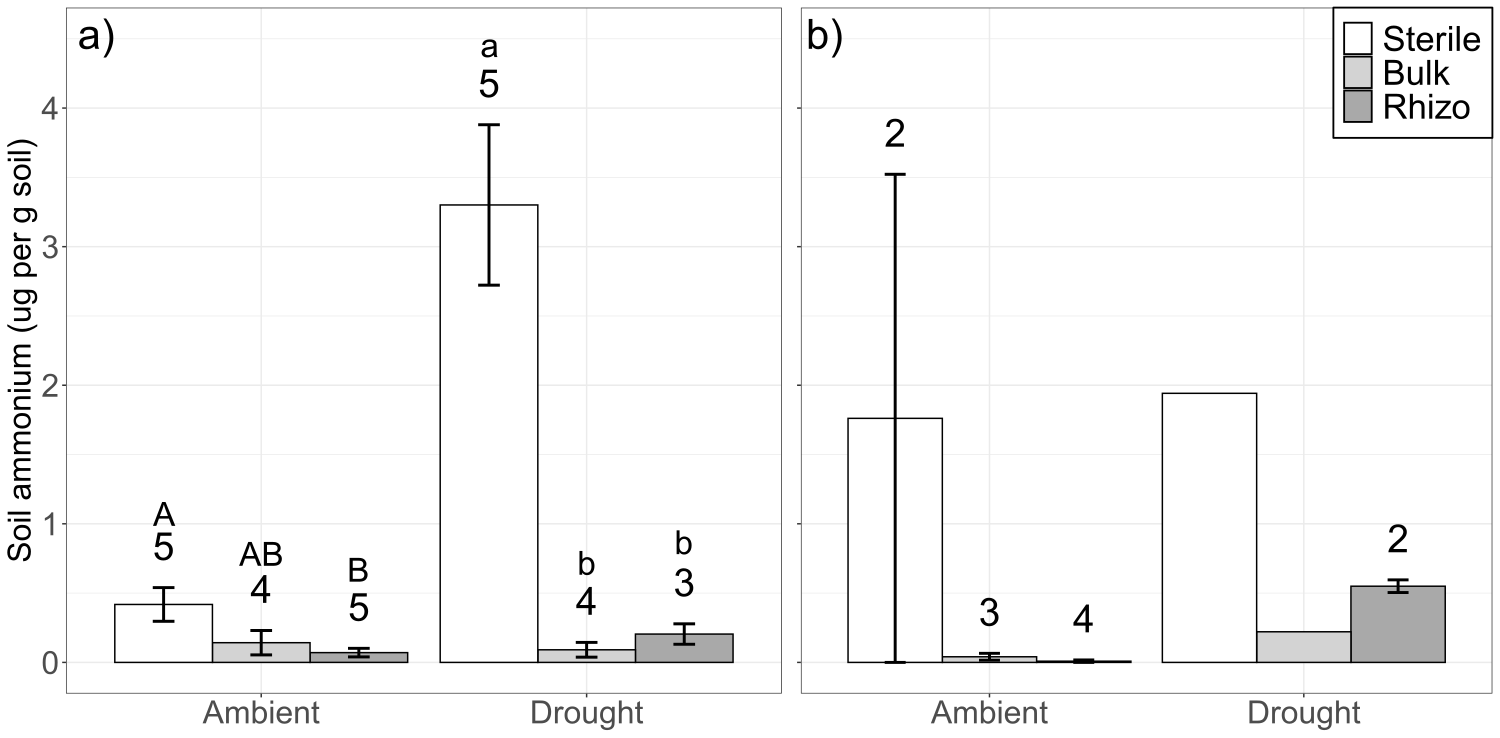 a)
b)
Sterile
Bulk
Rhizo
Soil ammonium (ug per g soil)
4
3
2
1
0
A
5
AB
4
B
5
a
5
b
4
b
3
2
3
4
2
Ambient
Drought
Ambient
Drought